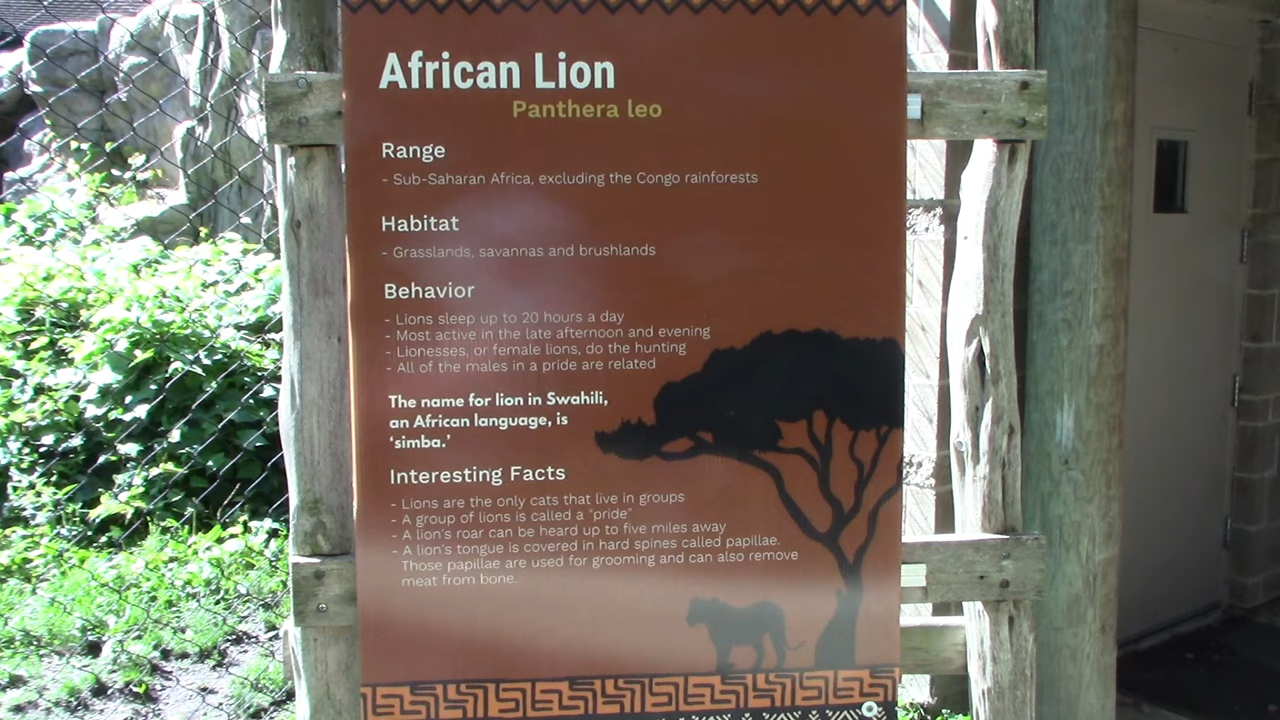 African Lion
Panthera leo
Range
- Sub-Saharan Africa, excluding the Congo rainforests
Habitat
- Grasslands, savannas and brushlands
Behavior
- Lions sleep up to 20 hours a day
- Most active in the late afternoon and evening
- Lionesses, or female lions, do the hunting
- All of the males in a pride are related
The name for lion in Swahili,
an African language, is
‘simba.’
Interesting Facts
- Lions are the only cats that live in groups
- A group of lions is called a "pride"
- A lion's roar can be heard up to five miles away
- A lion's tongue is covered in hard spines called papillae.
Those papillae are used for grooming and can also remove
meat from bone.